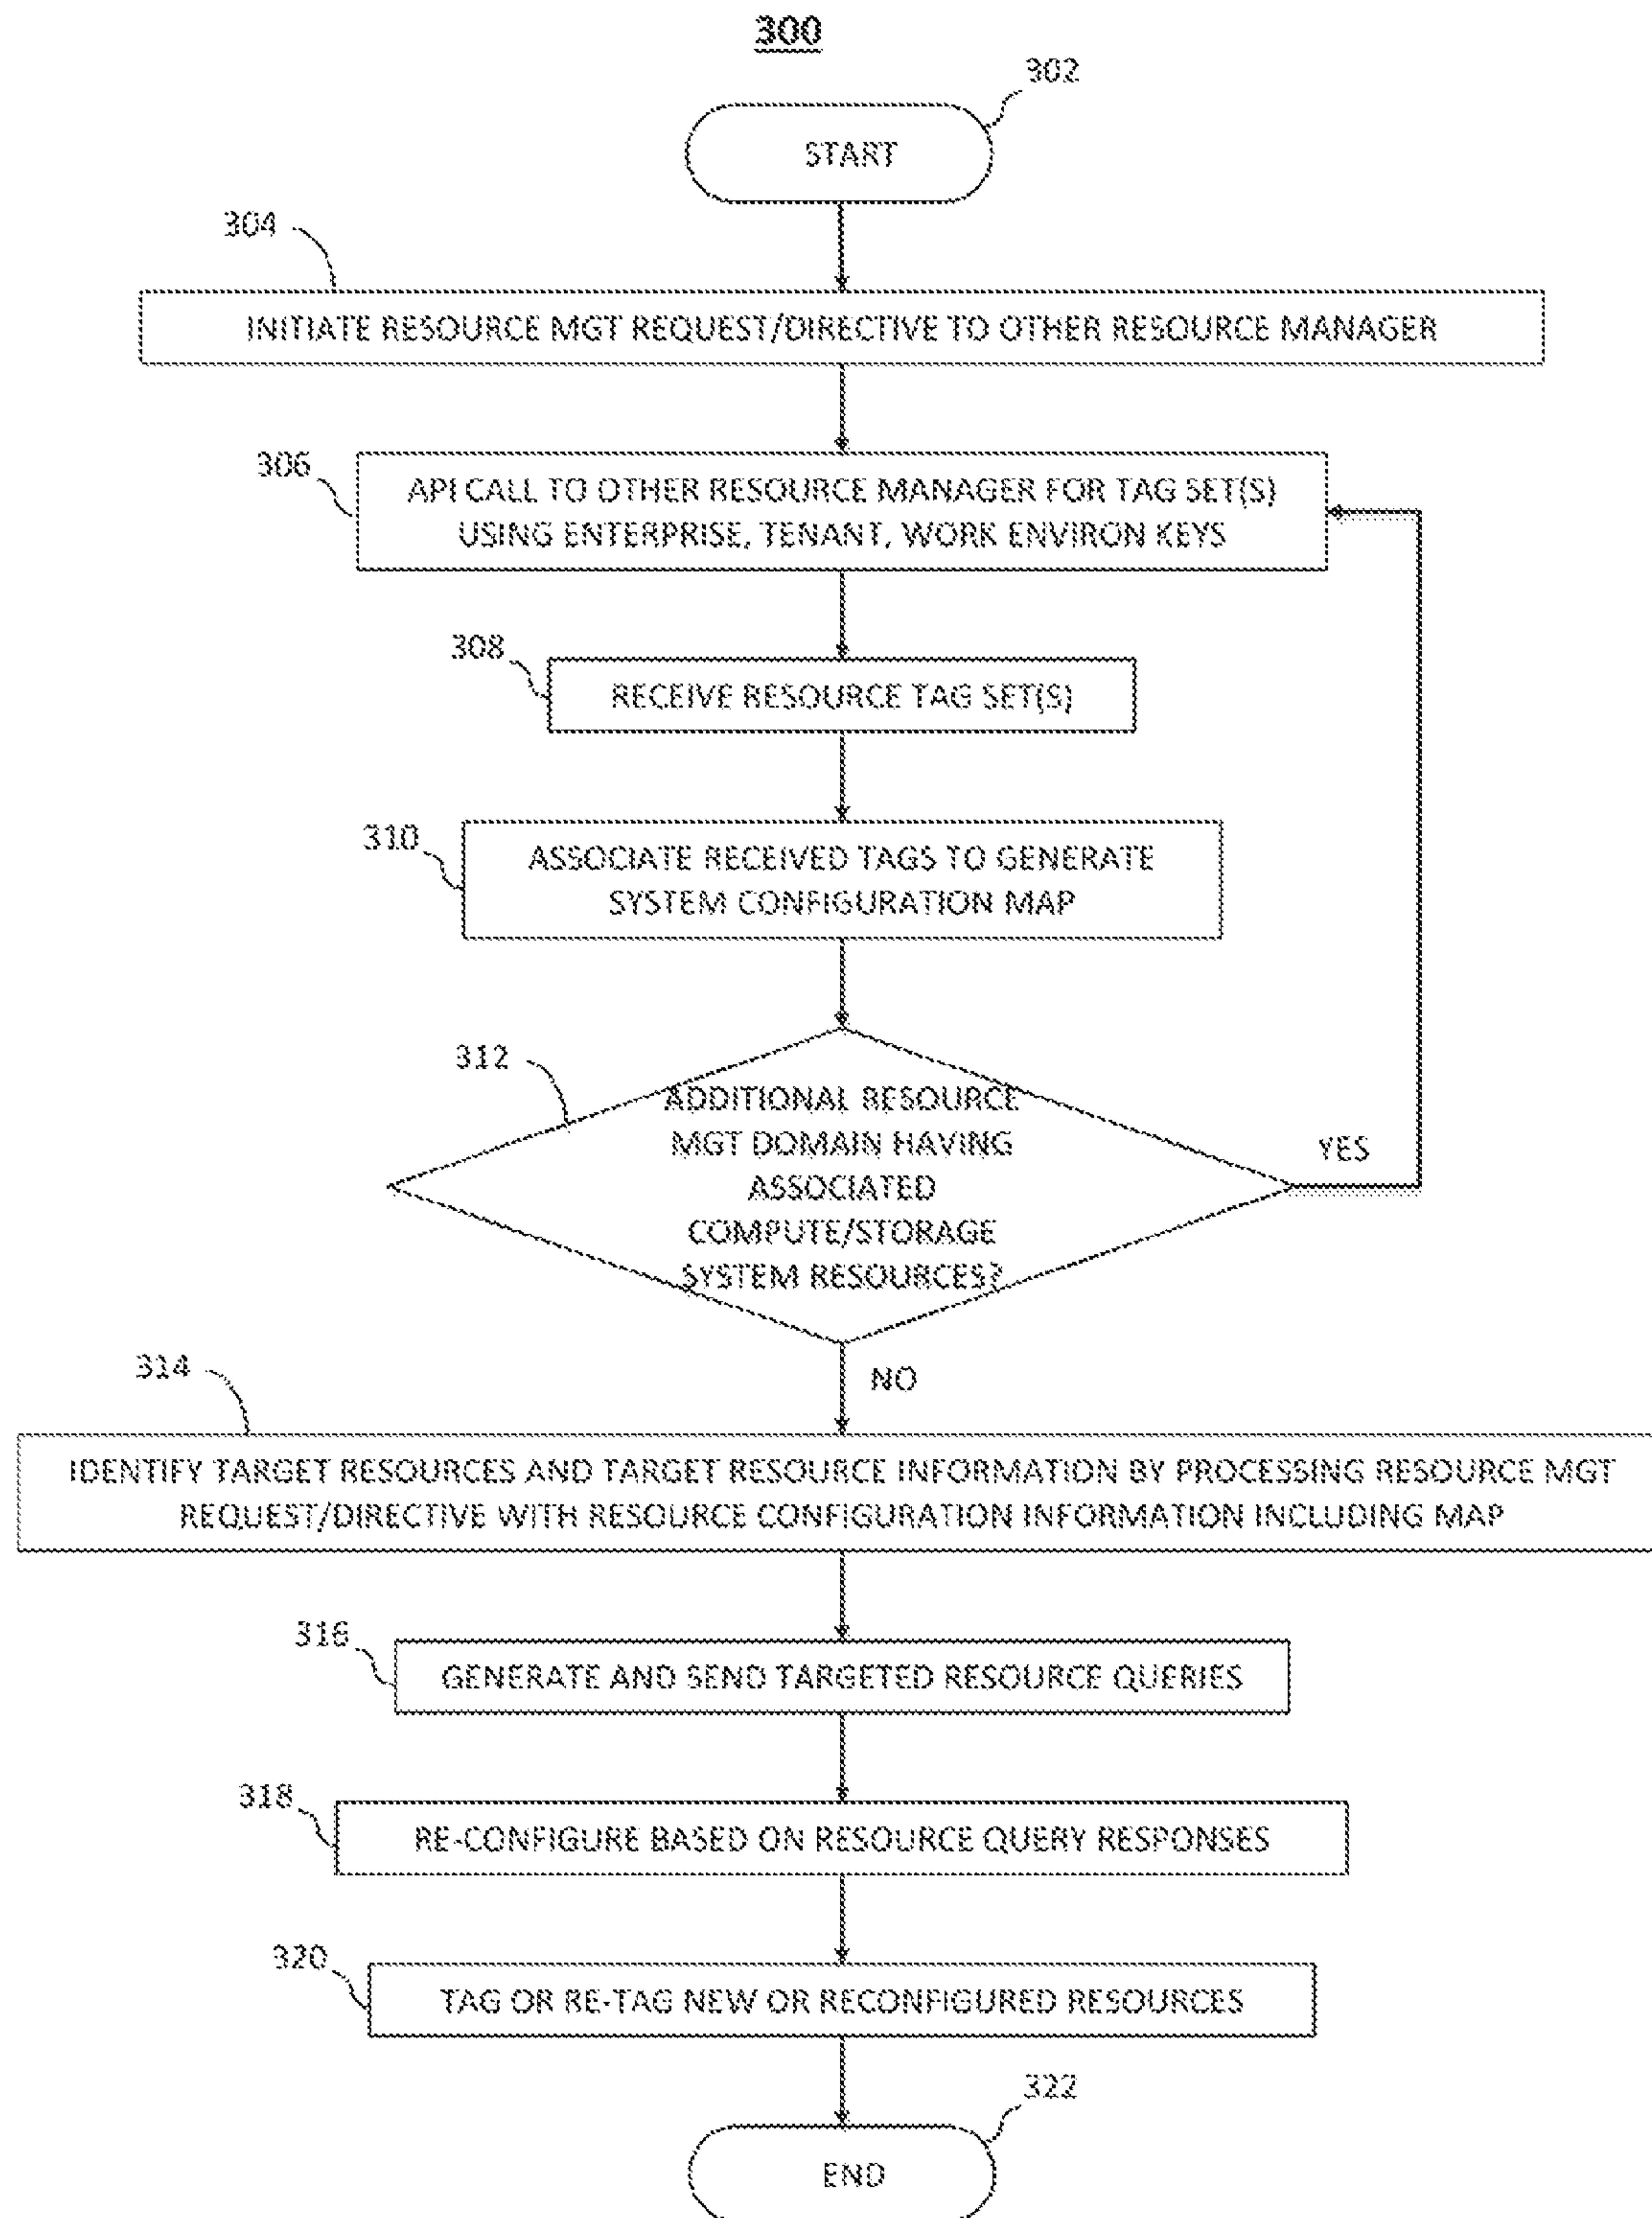 300
302
START
304
INITIATE RESOURCE MGT REQUEST/DIRECTIVE TO OTHER RESOURCE MANAGER
306
API CALL TO OTHER RESOURCE MANAGER FOR TAG SET(S)
USING ENTERPRISE, TENANT, WORK ENVIRON KEYS
308
RECEIVE RESOURCE TAG SET(S)
310
ASSOCIATE RECEIVED TAGS TO GENERATE
SYSTEM CONFIGURATION MAP
312
ADDITIONAL RESOURCE
MGT DOMAIN HAVING
ASSOCIATED
COMPUTE/STORAGE
SYSTEM RESOURCES?
YES
NO
314
IDENTIFY TARGET RESOURCES AND TARGET RESOURCE INFORMATION BY PROCESSING RESOURCE MGT
REQUEST/DIRECTIVE WITH RESOURCE CONFIGURATION INFORMATION INCLUDING MAP
316
GENERATE AND SEND TARGETED RESOURCE QUERIES
318
RE-CONFIGURE BASED ON RESOURCE QUERY RESPONSES
320
TAG OR RE-TAG NEW OR RECONFIGURED RESOURCES
322
END